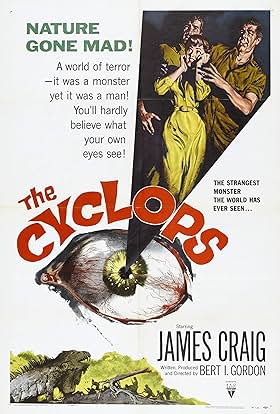 NATURE
GONE MAD!
A world of terror
—it was a monster
yet it was a man!
You'll hardly
believe what
your own
eyes see!
THE STRANGEST
MONSTER
THE WORLD HAS
EVER SEEN...
The
CYCLOPS
Starring
JAMES CRAIG
Written, Produced
and Directed by BERT I. GORDON